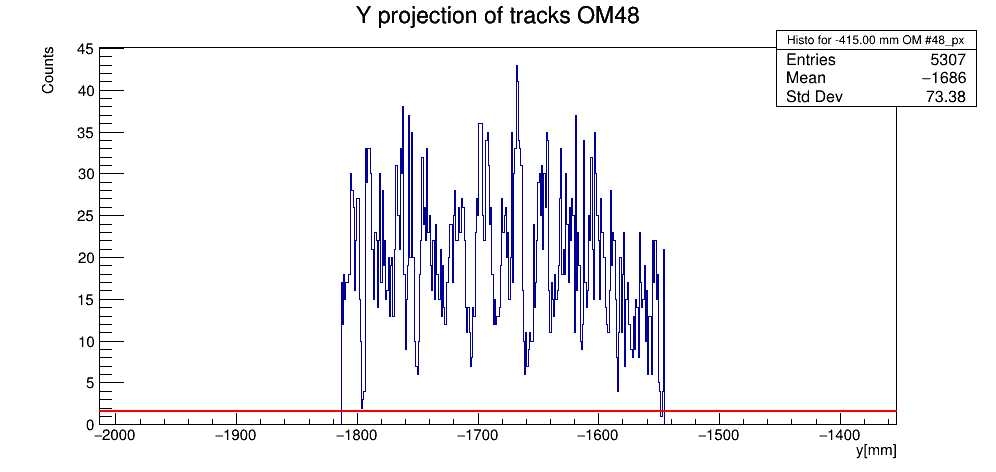 Y projection of tracks OM48
Histo for -415.00 mm OM #48_px
Entries 5307
Mean −1686
Std Dev 73.38
Counts
45
40
35
30
25
20
15
10
5
0
−2000 −1900 −1800 −1700 −1600 −1500 −1400
y[mm]